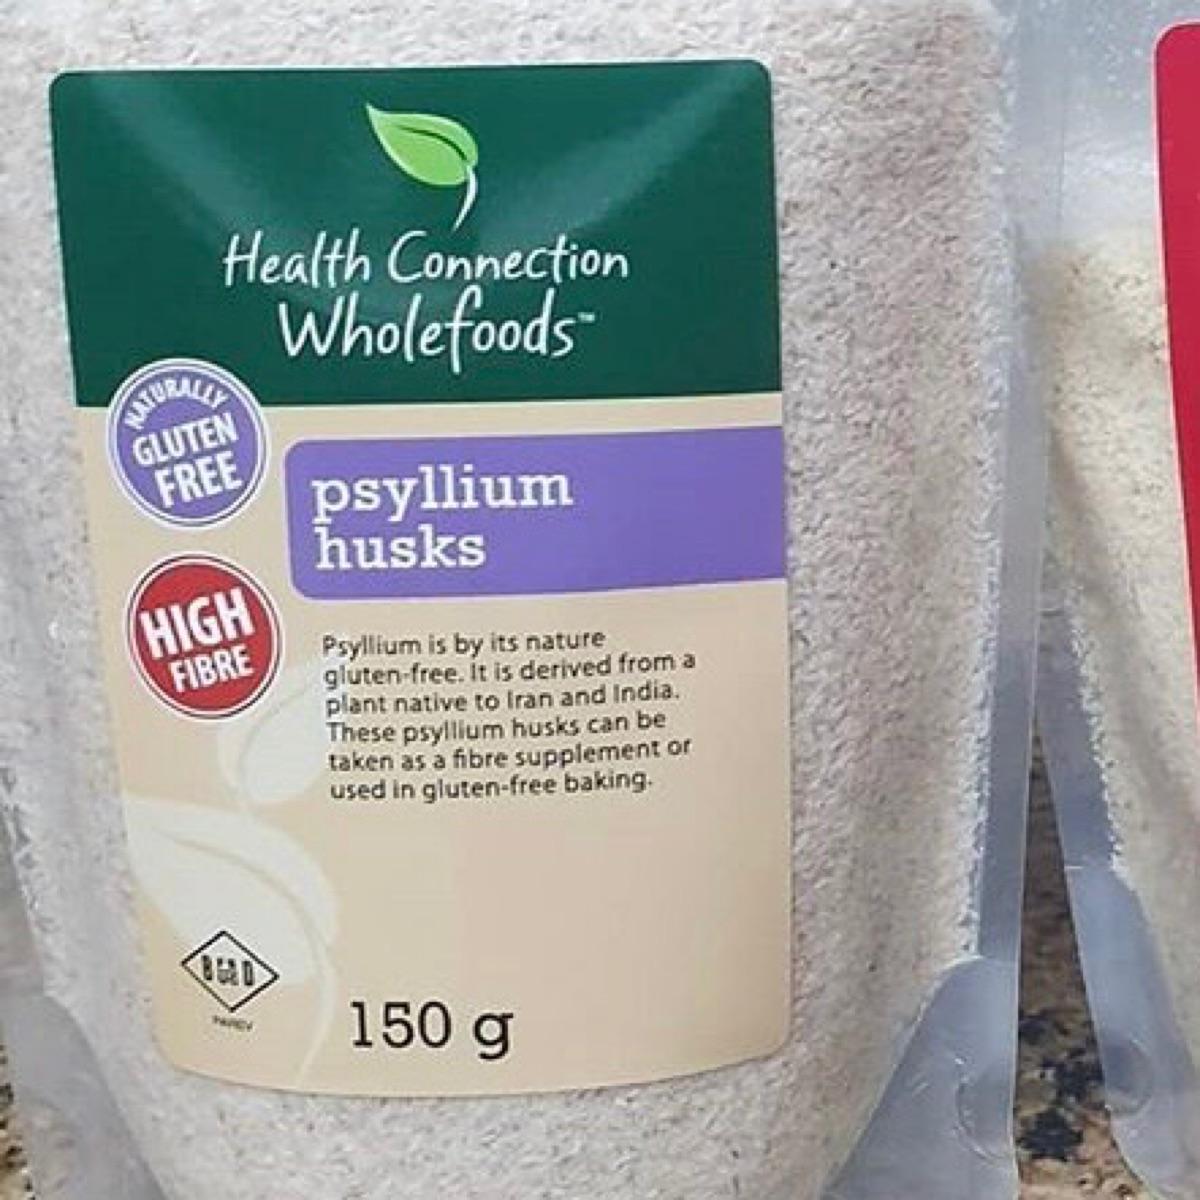 Health Connection
Wholefoods™
NATURALLY
GLUTEN
FREE
psyllium
husks
HIGH
FIBRE
Psyllium is by its nature
gluten-free. It is derived from a
plant native to Iran and India.
These psyllium husks can be
taken as a fibre supplement or
used in gluten-free baking.
PAREV
150 g